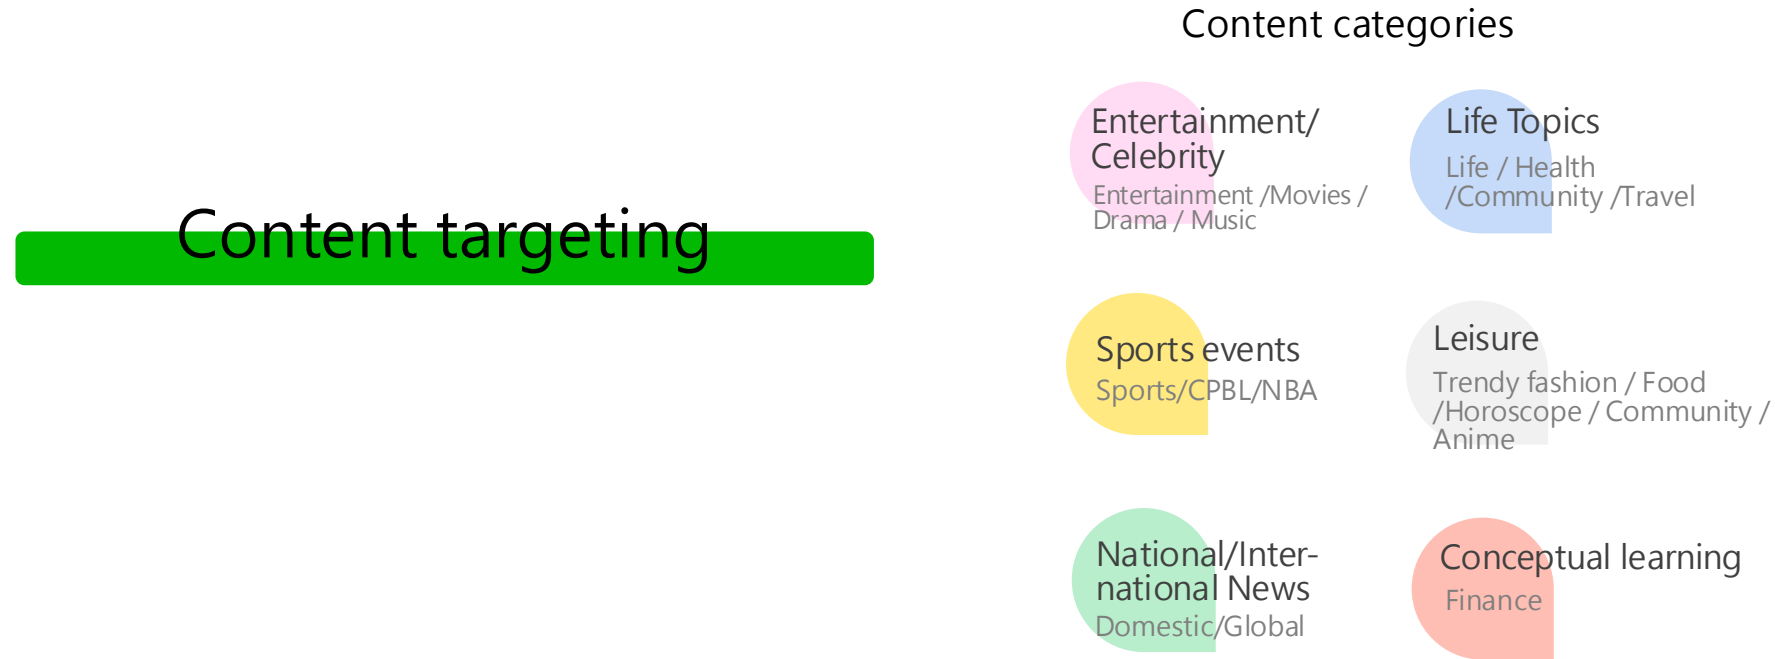 Content categories
Content targeting
Entertainment/
Celebrity
Entertainment /Movies /
Drama / Music
Life Topics
Life / Health
/Community /Travel
Sports events
Sports/CPBL/NBA
Leisure
Trendy fashion / Food
/Horoscope / Community /
Anime
National/Inter-
national News
Domestic/Global
Conceptual learning
Finance